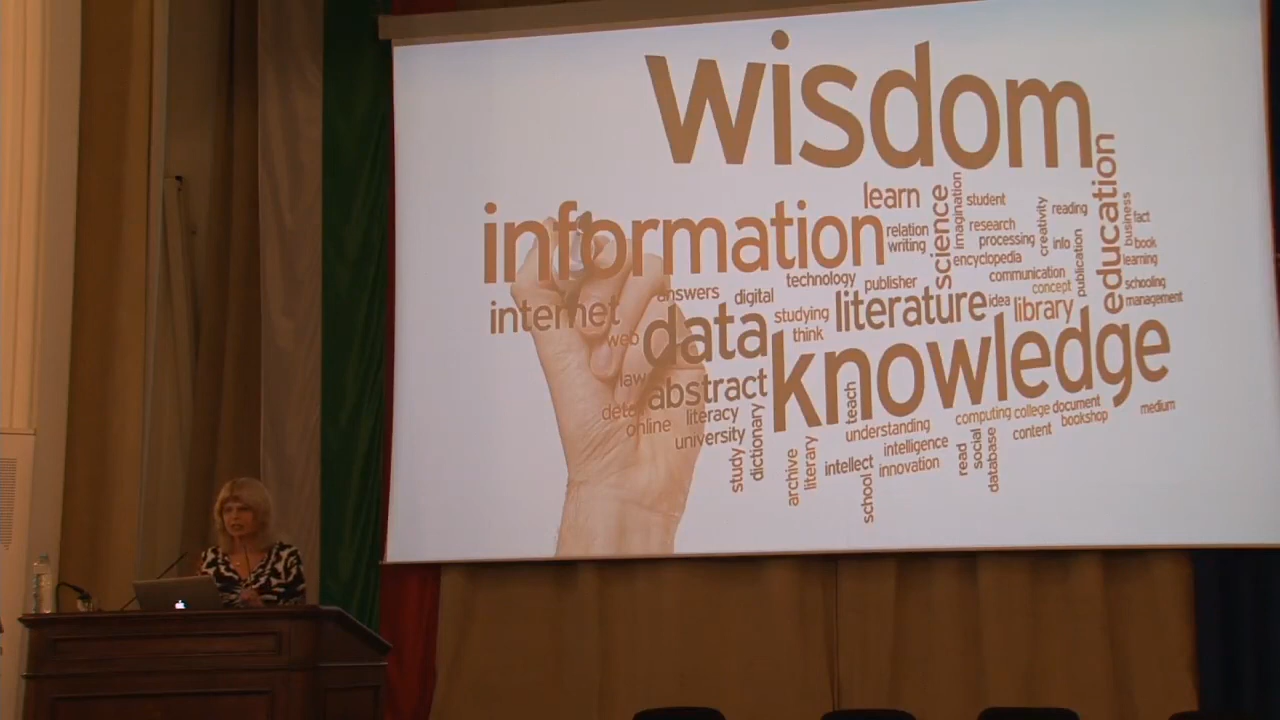 wisdom
information
learn
science
imagination
student
education
relation
writing
research
processing
creativity
reading
business
fact
info
publication
book
encyclopedia
learning
communication
concept
schooling
management
technology
publisher
answers
digital
internet
web
data
studying
think
literature
idea
library
knowledge
law
abstract
literacy
online
university
study
dictionary
archive
literary
teach
understanding
intellect
school
intelligence
innovation
computing
college
document
bookshop
medium
content
read
social
database